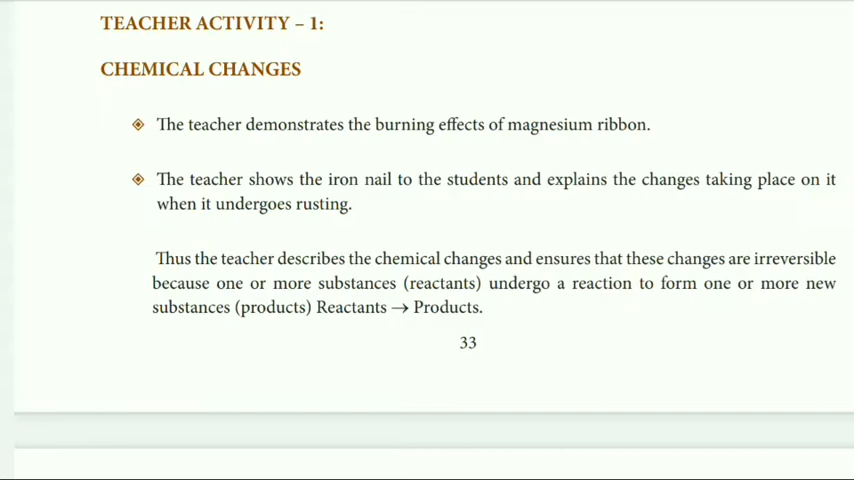 TEACHER ACTIVITY – 1:
CHEMICAL CHANGES
The teacher demonstrates the burning effects of magnesium ribbon.
The teacher shows the iron nail to the students and explains the changes taking place on it
when it undergoes rusting.
Thus the teacher describes the chemical changes and ensures that these changes are irreversible
because one or more substances (reactants) undergo a reaction to form one or more new
substances (products) Reactants → Products.
33